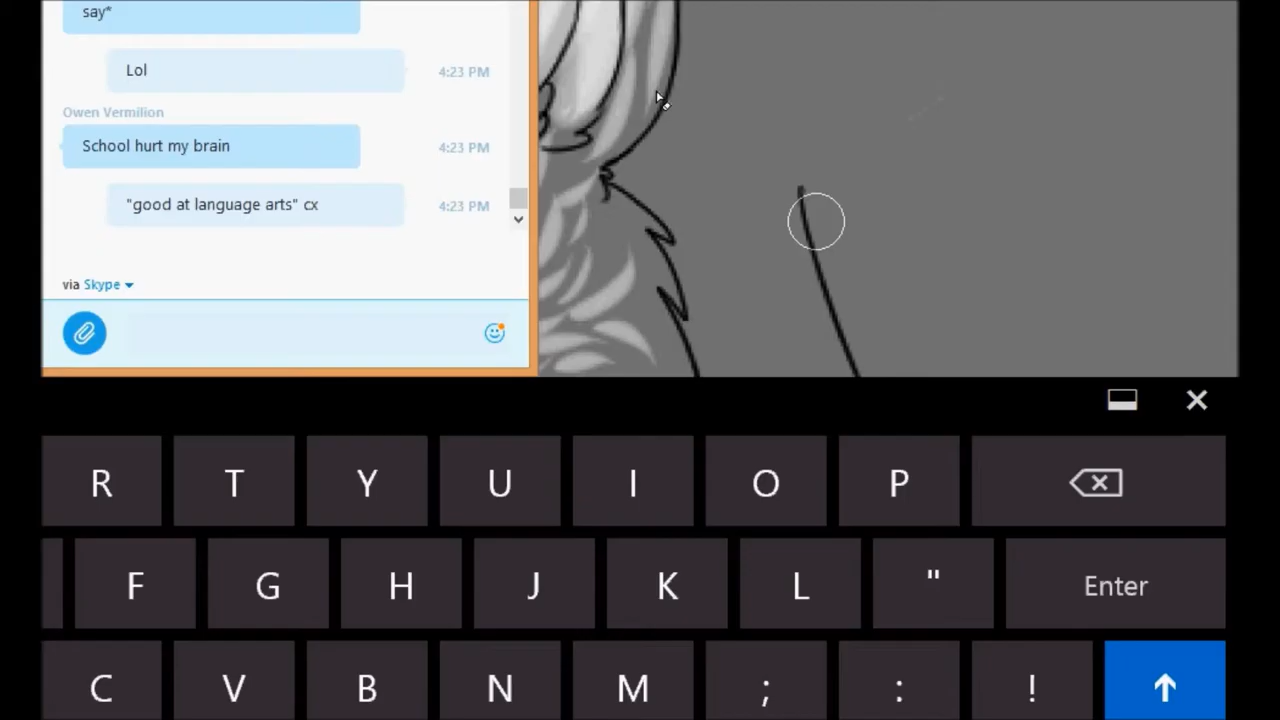 say*
Lol
4:23 PM
Owen Vermilion
School hurt my brain
4:23 PM
"good at language arts" cx
4:23 PM
via Skype
R T Y U I O P
F G H J K L " Enter
C V B N M ; : !